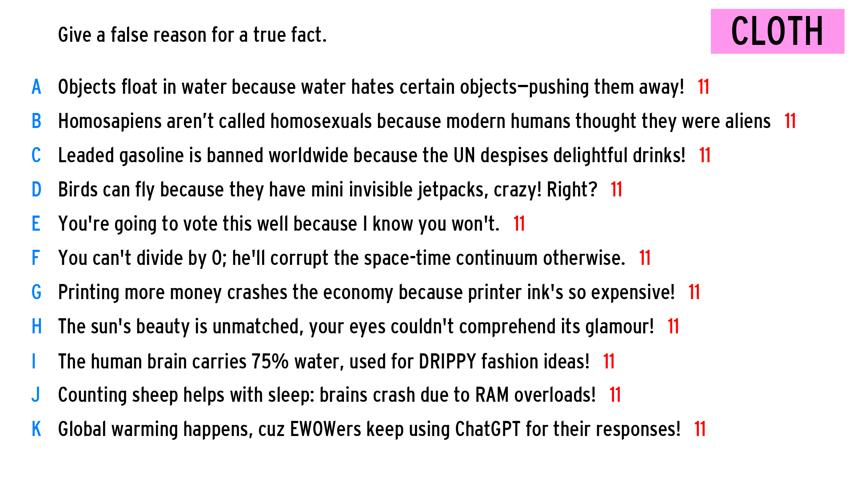 Give a false reason for a true fact.
CLOTH
A Objects float in water because water hates certain objects—pushing them away! 11
B Homosapiens aren't called homosexuals because modern humans thought they were aliens 11
C Leaded gasoline is banned worldwide because the UN despises delightful drinks! 11
D Birds can fly because they have mini invisible jetpacks, crazy! Right? 11
E You're going to vote this well because I know you won't. 11
F You can't divide by 0; he'll corrupt the space-time continuum otherwise. 11
G Printing more money crashes the economy because printer ink's so expensive! 11
H The sun's beauty is unmatched, your eyes couldn't comprehend its glamour! 11
I The human brain carries 75% water, used for DRIPPY fashion ideas! 11
J Counting sheep helps with sleep: brains crash due to RAM overloads! 11
K Global warming happens, cuz EWOWers keep using ChatGPT for their responses! 11